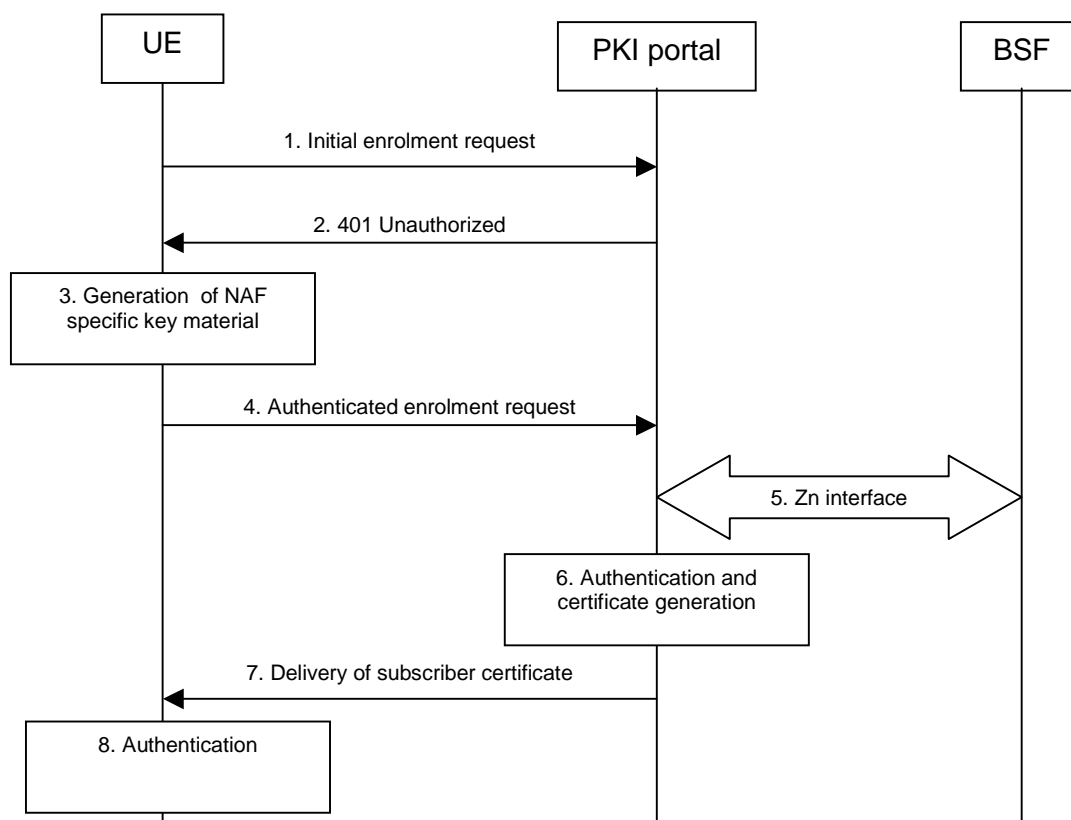 UE
PKI portal
BSF
1. Initial enrolment request
2. 401 Unauthorized
3. Generation  of NAF
specific key material
4. Authenticated enrolment request
5. Zn interface
6. Authentication and
certificate generation
7. Delivery of subscriber certificate
8. Authentication